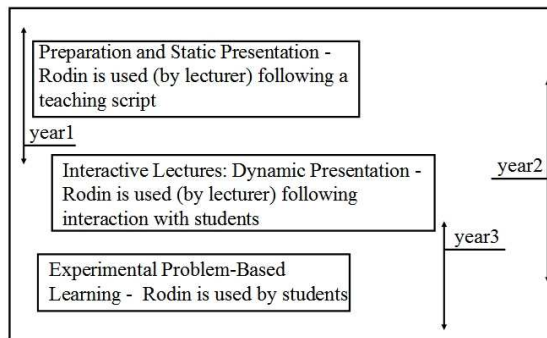 Preparation and Static Presentation -
Rodin is used (by lecturer) following a
teaching script
year1
year2
Interactive Lectures: Dynamic Presentation -
Rodin is used (by lecturer) following
interaction with students
year3
Experimental Problem-Based
Learning - Rodin is used by students